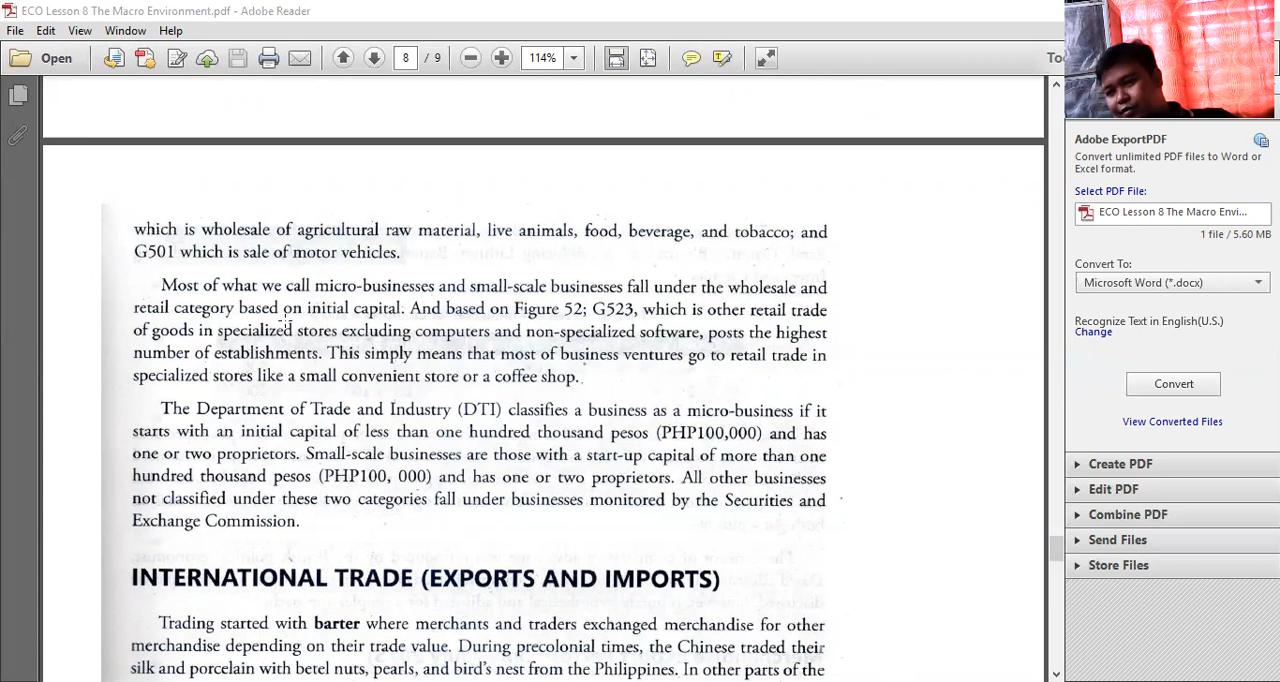 ECO Lesson 8 The Macro Environment.pdf - Adobe Reader
File Edit View Window Help
Open 8 / 9 114% To
which is wholesale of agricultural raw material, live animals, food, beverage, and tobacco; and
G501 which is sale of motor vehicles.
Most of what we call micro-businesses and small-scale businesses fall under the wholesale and
retail category based on initial capital. And based on Figure 52; G523, which is other retail trade
of goods in specialized stores excluding computers and non-specialized software, posts the highest
number of establishments. This simply means that most of business ventures go to retail trade in
specialized stores like a small convenient store or a coffee shop.
The Department of Trade and Industry (DTI) classifies a business as a micro-business if it
starts with an initial capital of less than one hundred thousand pesos (PHP100,000) and has
one or two proprietors. Small-scale businesses are those with a start-up capital of more than one
hundred thousand pesos (PHP100, 000) and has one or two proprietors. All other businesses
not classified under these two categories fall under businesses monitored by the Securities and
Exchange Commission.
INTERNATIONAL TRADE (EXPORTS AND IMPORTS)
Trading started with barter where merchants and traders exchanged merchandise for other
merchandise depending on their trade value. During precolonial times, the Chinese traded their
silk and porcelain with betel nuts, pearls, and bird's nest from the Philippines. In other parts of the
Adobe ExportPDF
Convert unlimited PDF files to Word or
Excel format.
Select PDF File:
ECO Lesson 8 The Macro Envi...
1 file / 5.60 MB
Convert To:
Microsoft Word (*.docx)
Recognize Text in English(U.S.)
Change
Convert
View Converted Files
Create PDF
Edit PDF
Combine PDF
Send Files
Store Files